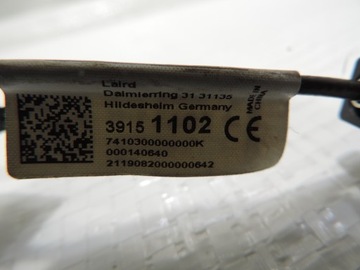 Laird
Daimlerring 31 31135
Hildesheim Germany
3915 1102 CE
7410300000000K
000140640
2119082000000642
MADE IN
CHINA